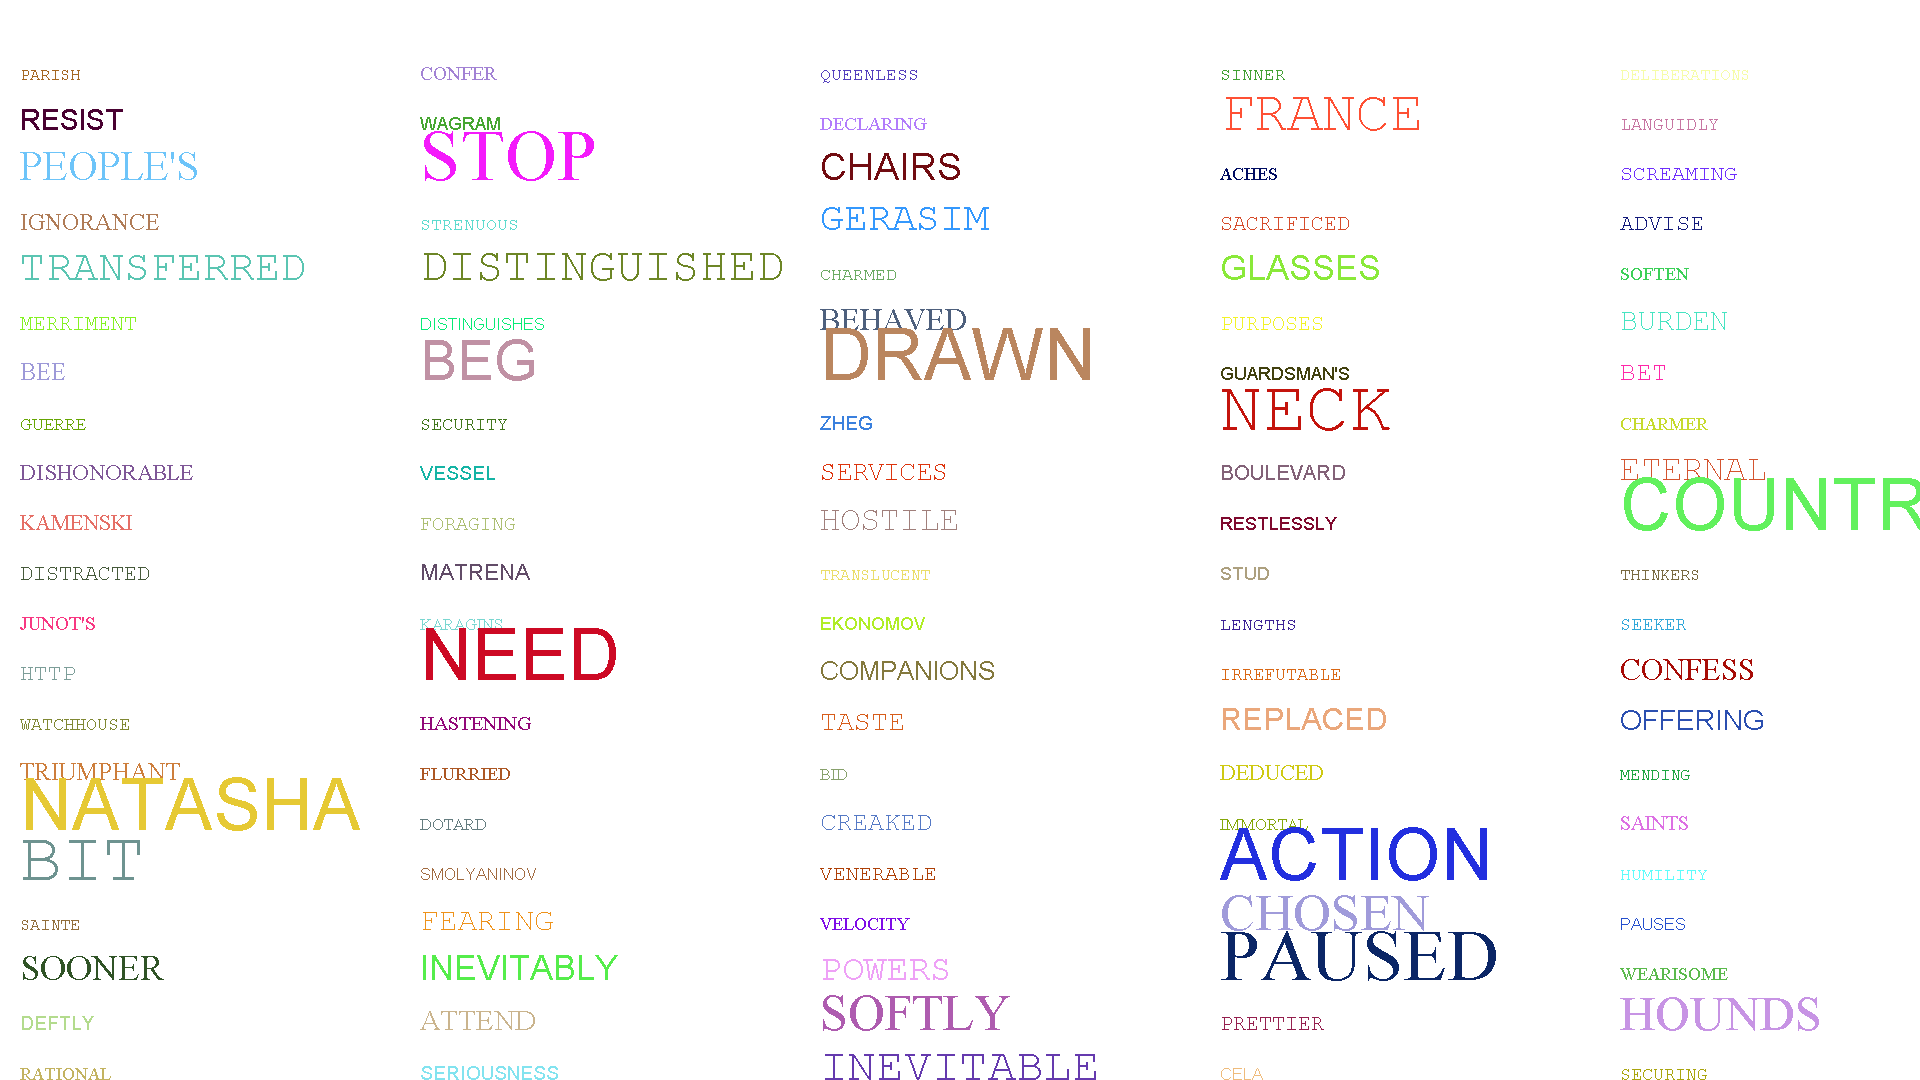 PARISH CONFER QUEENLESS SINNER DELIBERATIONS
RESIST WAGRAM DECLARING FRANCE LANGUIDLY
PEOPLE'S STOP CHAIRS ACHES SCREAMING
IGNORANCE STRENUOUS GERASIM SACRIFICED ADVISE
TRANSFERRED DISTINGUISHED CHARMED GLASSES SOFTEN
MERRIMENT DISTINGUISHES BEHAVED PURPOSES BURDEN
BEE BEG DRAWN GUARDSMAN'S BET
GUERRE SECURITY ZHEG NECK CHARMER
DISHONORABLE VESSEL SERVICES BOULEVARD ETERNAL
KAMENSKI FORAGING HOSTILE RESTLESSLY COUNTR
DISTRACTED MATRENA TRANSLUCENT STUD THINKERS
JUNOT'S KARAGINS EKONOMOV LENGTHS SEEKER
HTTP NEED COMPANIONS IRREFUTABLE CONFESS
WATCHHOUSE HASTENING TASTE REPLACED OFFERING
TRIUMPHANT FLURRIED BID DEDUCED MENDING
NATASHA DOTARD CREAKED IMMORTAL SAINTS
BIT SMOLYANINOV VENERABLE ACTION HUMILITY
SAINTE FEARING VELOCITY CHOSEN PAUSES
SOONER INEVITABLY POWERS PAUSED WEARISOME
DEFTLY ATTEND SOFTLY PRETTIER HOUNDS
RATIONAL SERIOUSNESS INEVITABLE CELA SECURING